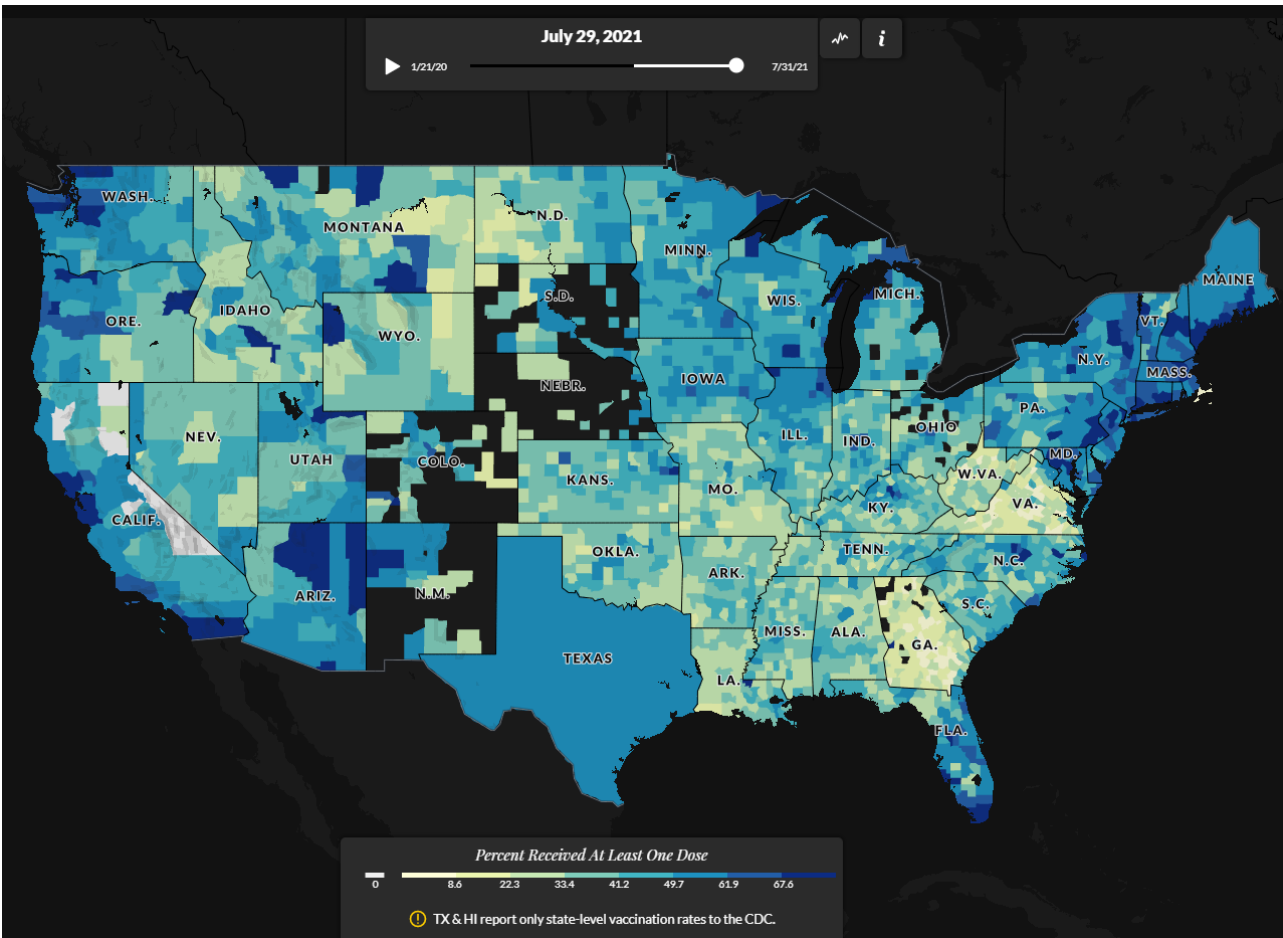 July 29, 2021
1/21/20
7/31/21
i
WASH.
MONTANA
N.D.
MINN.
MAINE
ORE.
IDAHO
S.D.
WIS.
MICH.
VT.
WYO.
N.Y.
MASS.
NEBR.
IOWA
PA.
NEV.
UTAH
COLO.
ILL.
IND.
OHIO
MD.
CALIF.
KANS.
MO.
W.VA.
VA.
KY.
ARIZ.
N.M.
OKLA.
ARK.
TENN.
N.C.
S.C.
TEXAS
MISS.
ALA.
GA.
LA.
FLA.
Percent Received At Least One Dose
0 8.6 22.3 33.4 41.2 49.7 61.9 67.6
! TX & HI report only state-level vaccination rates to the CDC.